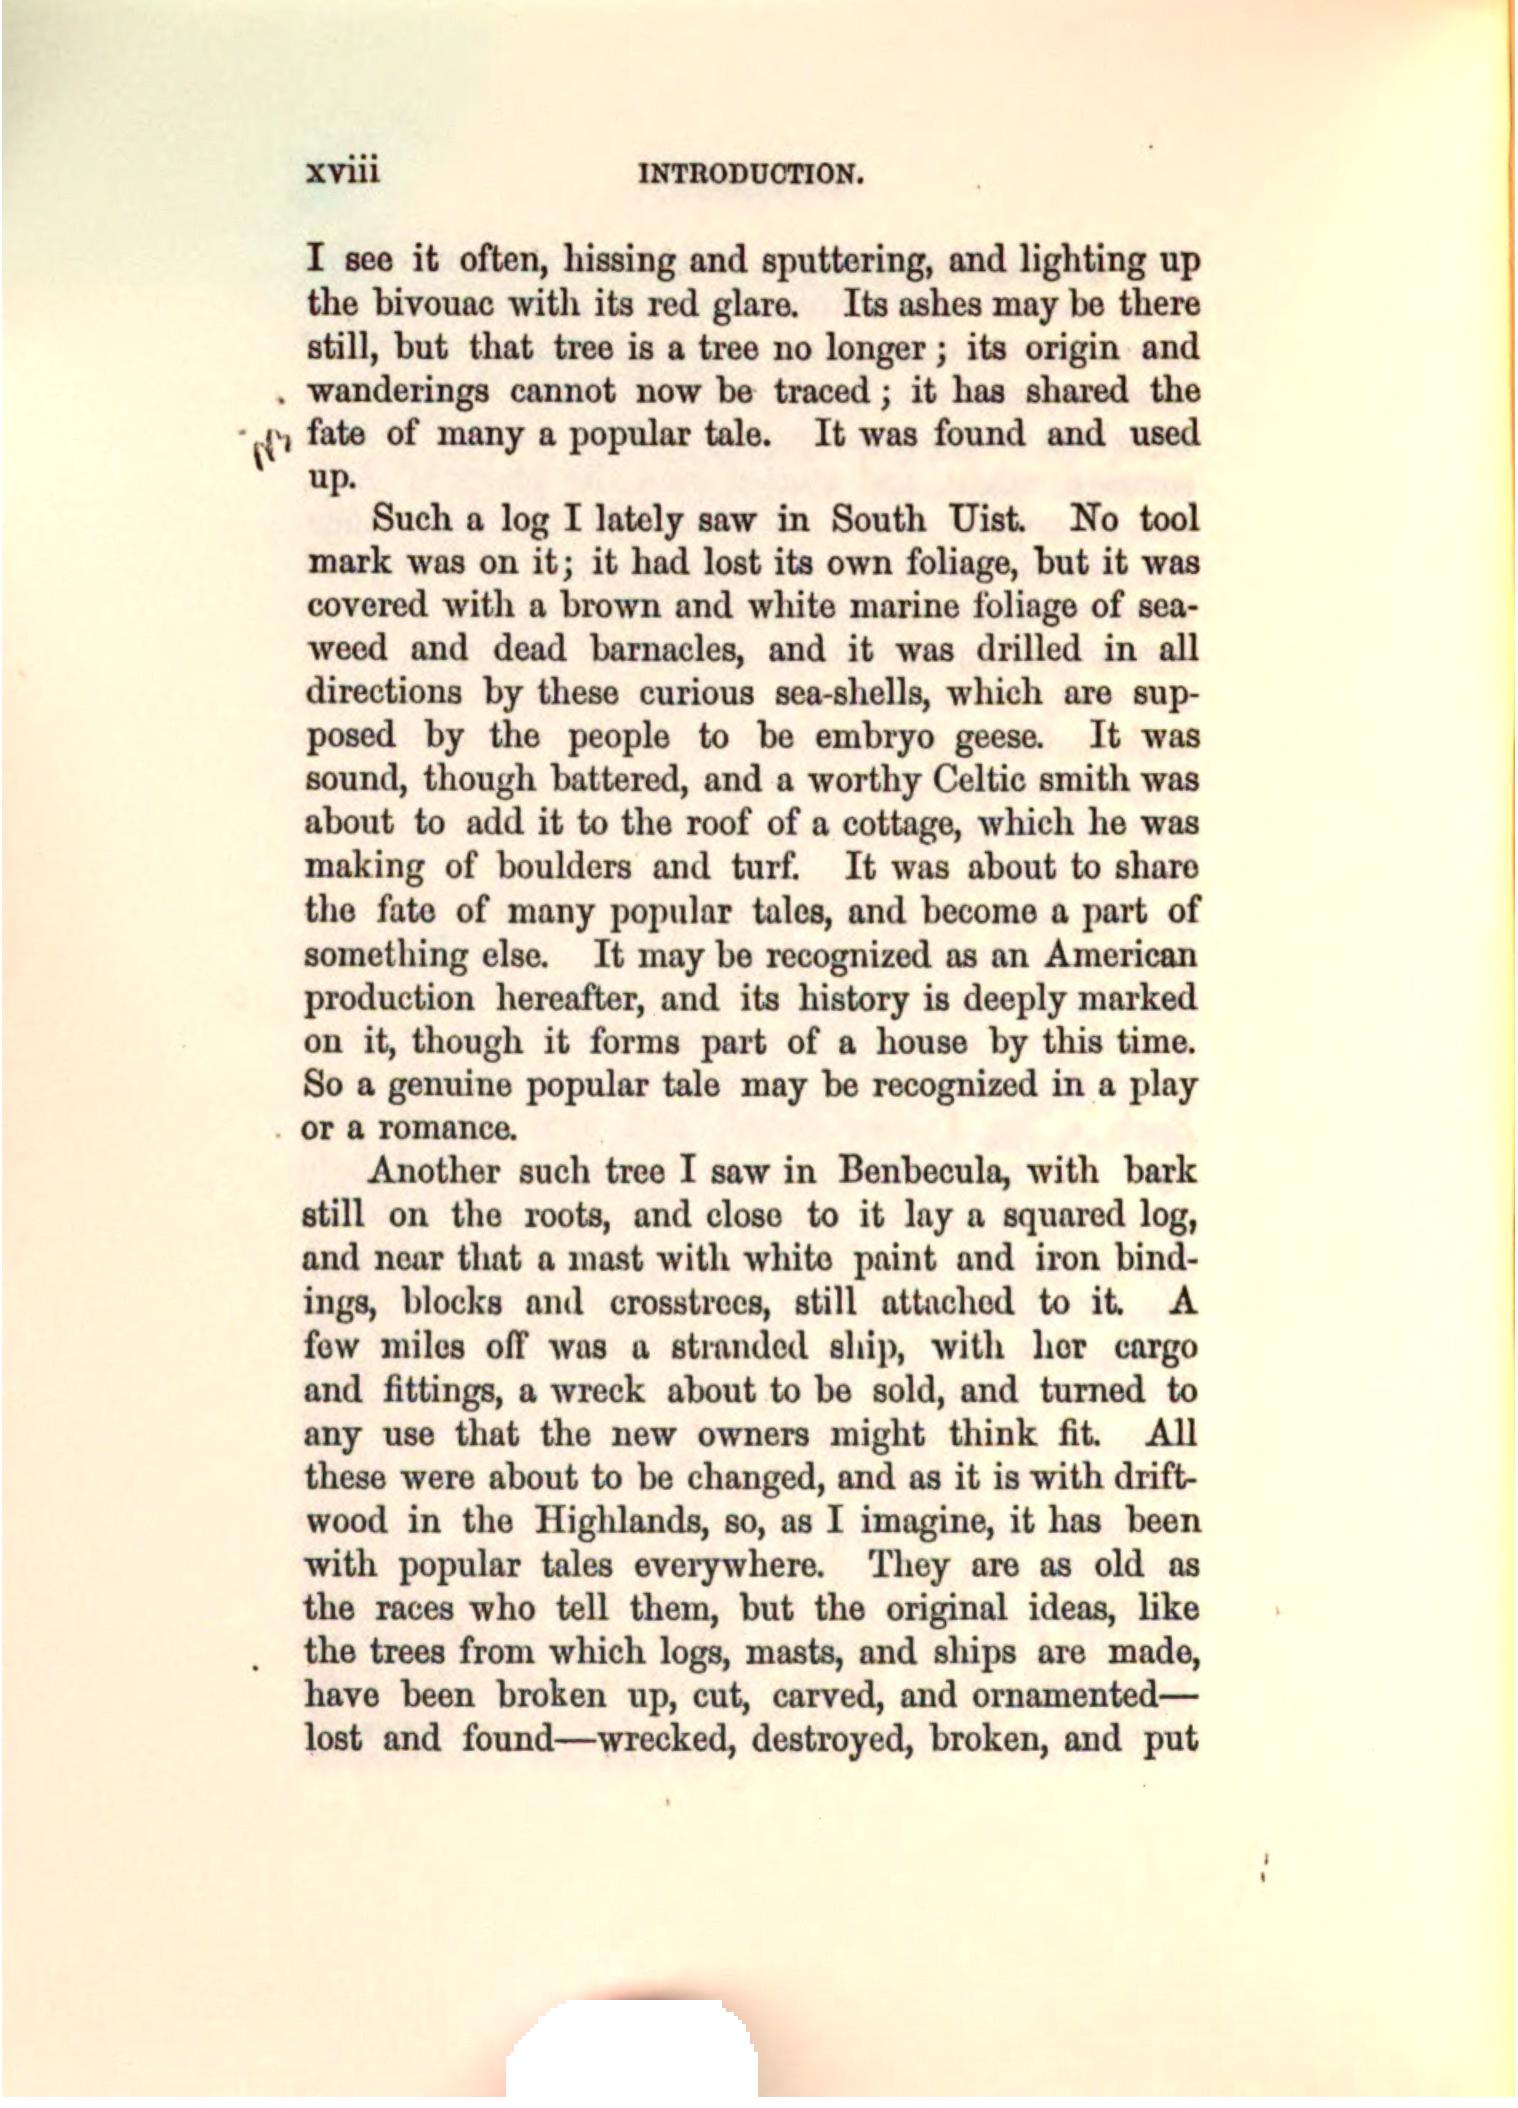 xviii INTRODUCTION.
I see it often, hissing and sputtering, and lighting up
the bivouac with its red glare. Its ashes may be there
still, but that tree is a tree no longer ; its origin and
wanderings cannot now be traced ; it has shared the
fate of many a popular tale. It was found and used
up.
Such a log I lately saw in South Uist. No tool
mark was on it; it had lost its own foliage, but it was
covered with a brown and white marine foliage of sea-
weed and dead barnacles, and it was drilled in all
directions by these curious sea-shells, which are sup-
posed by the people to be embryo geese. It was
sound, though battered, and a worthy Celtic smith was
about to add it to the roof of a cottage, which he was
making of boulders and turf. It was about to share
the fate of many popular tales, and become a part of
something else. It may be recognized as an American
production hereafter, and its history is deeply marked
on it, though it forms part of a house by this time.
So a genuine popular tale may be recognized in a play
or a romance.
Another such tree I saw in Benbecula, with bark
still on the roots, and close to it lay a squared log,
and near that a mast with white paint and iron bind-
ings, blocks and crosstrees, still attached to it. A
few miles off was a stranded ship, with her cargo
and fittings, a wreck about to be sold, and turned to
any use that the new owners might think fit. All
these were about to be changed, and as it is with drift-
wood in the Highlands, so, as I imagine, it has been
with popular tales everywhere. They are as old as
the races who tell them, but the original ideas, like
the trees from which logs, masts, and ships are made,
have been broken up, cut, carved, and ornamented—
lost and found—wrecked, destroyed, broken, and put